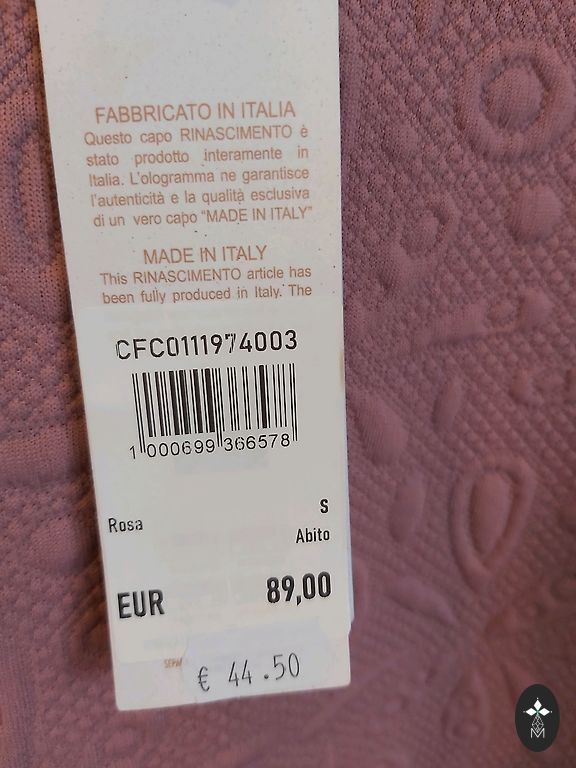 FABBRICATO IN ITALIA
Questo capo RINASCIMENTO è
stato prodotto interamente in
Italia. L'ologramma ne garantisce
l'autenticità e la qualità esclusiva
di un vero capo "MADE IN ITALY"
MADE IN ITALY
This RINASCIMENTO article has
been fully produced in Italy. The
CFC0111974003
1 000699 366578
Rosa
S
Abito
EUR 89,00
SEPA
€ 44.50
M